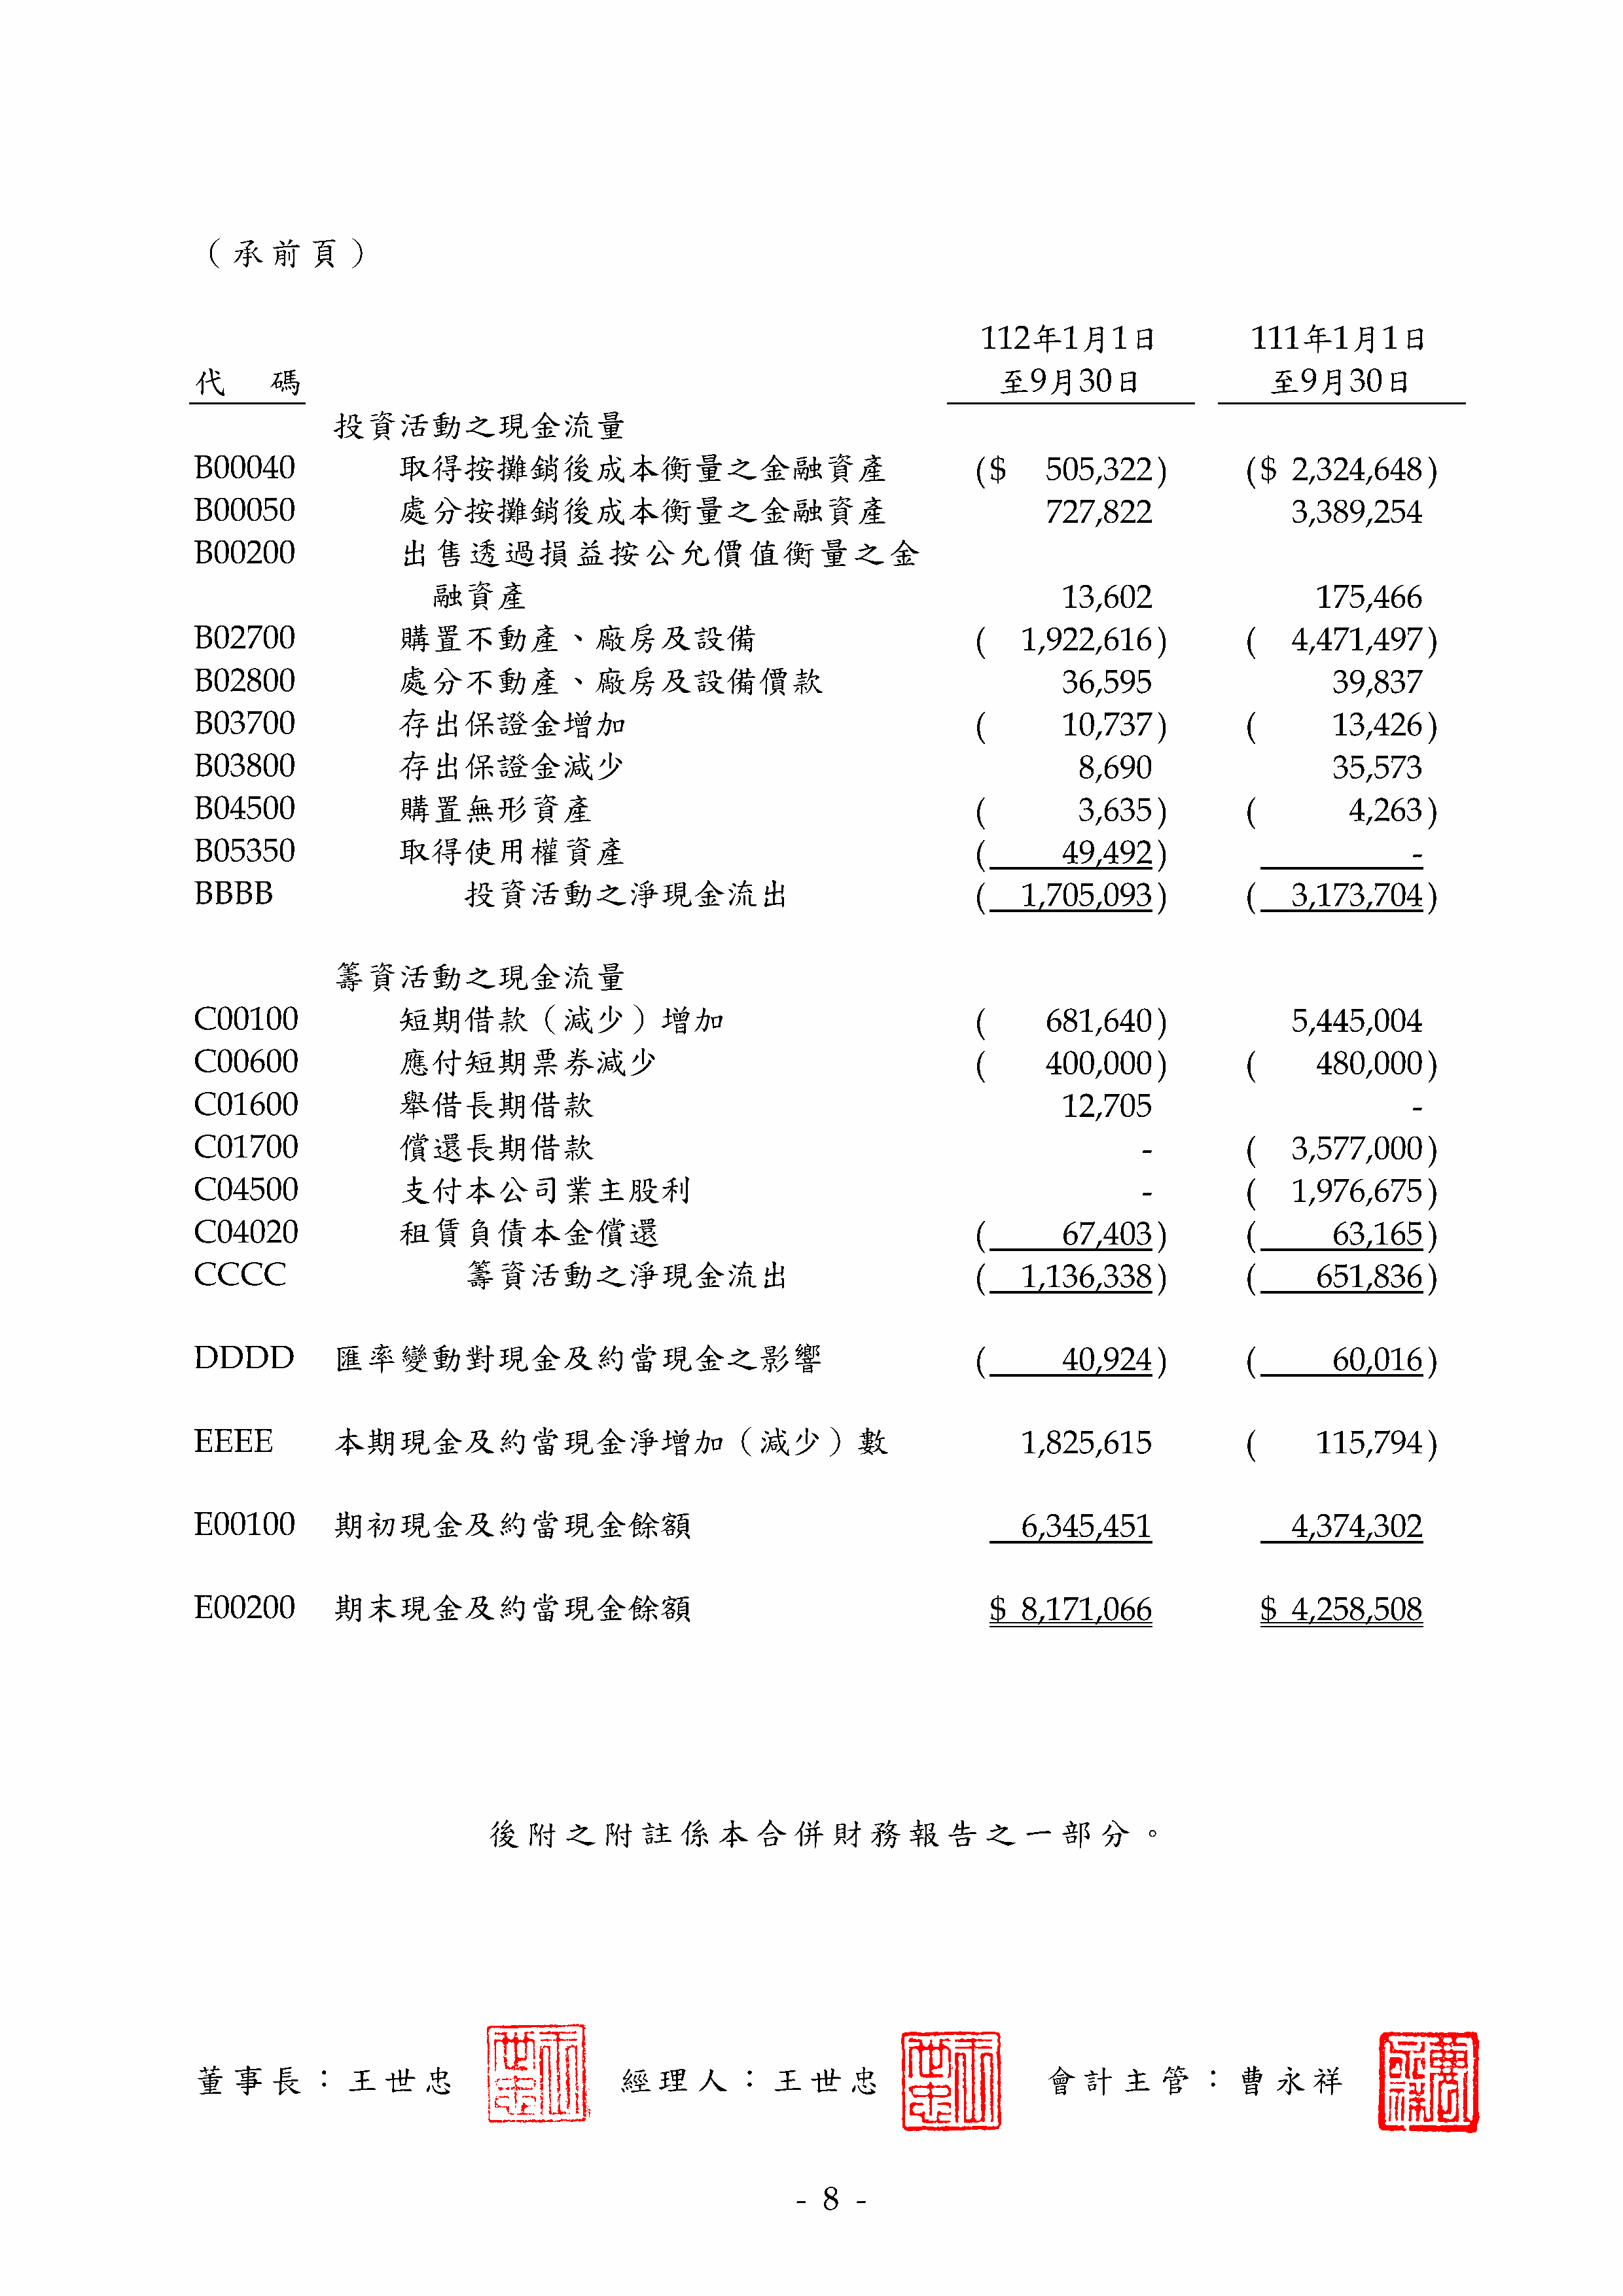 （承前頁）
112年1月1日 111年1月1日
代 碼 至9月30日 至9月30日
投資活動之現金流量
B00040 取得按攤銷後成本衡量之金融資產 ($ 505,322) ($ 2,324,648)
B00050 處分按攤銷後成本衡量之金融資產 727,822 3,389,254
B00200 出售透過損益按公允價值衡量之金
融資產 13,602 175,466
B02700 購置不動產、廠房及設備 ( 1,922,616) ( 4,471,497)
B02800 處分不動產、廠房及設備價款 36,595 39,837
B03700 存出保證金增加 ( 10,737) ( 13,426)
B03800 存出保證金減少 8,690 35,573
B04500 購置無形資產 ( 3,635) ( 4,263)
B05350 取得使用權資產 ( 49,492) -
BBBB 投資活動之淨現金流出 ( 1,705,093) ( 3,173,704)
籌資活動之現金流量
C00100 短期借款（減少）增加 ( 681,640) 5,445,004
C00600 應付短期票券減少 ( 400,000) ( 480,000)
C01600 舉借長期借款 12,705 -
C01700 償還長期借款 - ( 3,577,000)
C04500 支付本公司業主股利 - ( 1,976,675)
C04020 租賃負債本金償還 ( 67,403) ( 63,165)
CCCC 籌資活動之淨現金流出 ( 1,136,338) ( 651,836)
DDDD 匯率變動對現金及約當現金之影響 ( 40,924) ( 60,016)
EEEE 本期現金及約當現金淨增加（減少）數 1,825,615 ( 115,794)
E00100 期初現金及約當現金餘額 6,345,451 4,374,302
E00200 期末現金及約當現金餘額 $ 8,171,066 $ 4,258,508
後附之附註係本合併財務報告之一部分。
董事長：王世忠 王世忠 經理人：王世忠 王世忠 會計主管：曹永祥 曹永祥
- 8 -